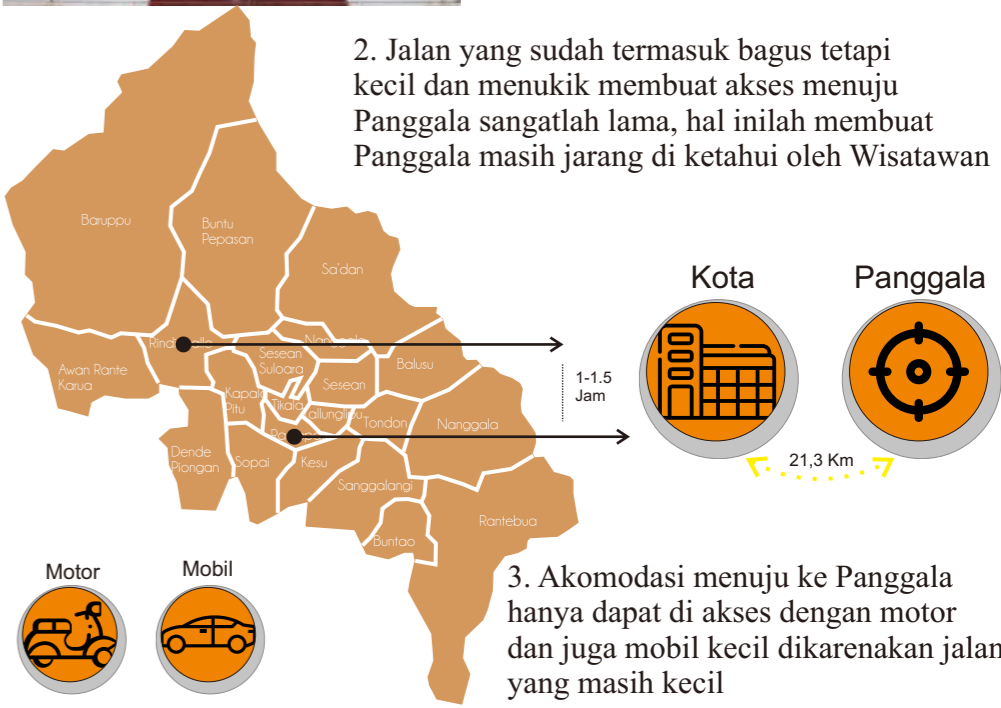 2. Jalan yang sudah termasuk bagus tetapi
kecil dan menukik membuat akses menuju
Panggala sangatlah lama, hal inilah membuat
Panggala masih jarang di ketahui oleh Wisatawan
Baruppu
Buntu
Pepasan
Sa'dan
Kota
Panggala
Awan Rante
Karua
Sesean
Suloara
Sesean
Balusu
1-1.5
Jam
Kapala
Pitu
Tikala
Tondon
Nanggala
Dende
Piongan
Sopai
Kesu
21,3 Km
Sanggalangi
Rantebua
Buntao
Motor
Mobil
3. Akomodasi menuju ke Panggala
hanya dapat di akses dengan motor
dan juga mobil kecil dikarenakan jalan
yang masih kecil